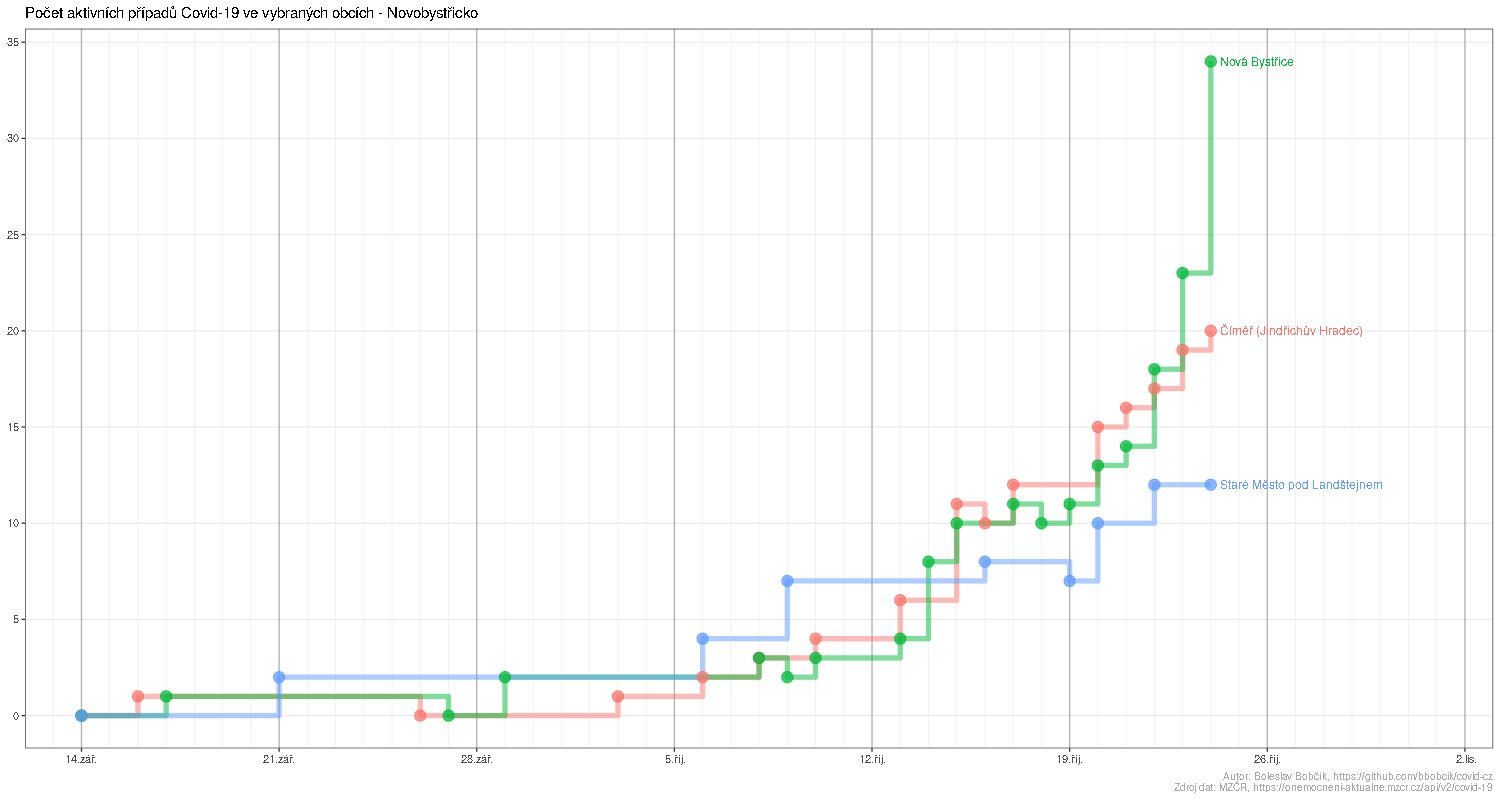 Počet aktivních případů Covid-19 ve vybraných obcích - Novobystřicko
35
Nová Bystřice
30
25
20
Číměř (Jindřichův Hradec)
15
Staré Město pod Landštejnem
10
5
0
14.zář. 21.zář. 28.zář. 5.říj. 12.říj. 19.říj. 26.říj. 2.lis.
Autor: Boleslav Bobčík, https://github.com/bbobcik/covid-cz
Zdroj dat: MZČR, https://onemocneni-aktualne.mzcr.cz/api/v2/covid-19